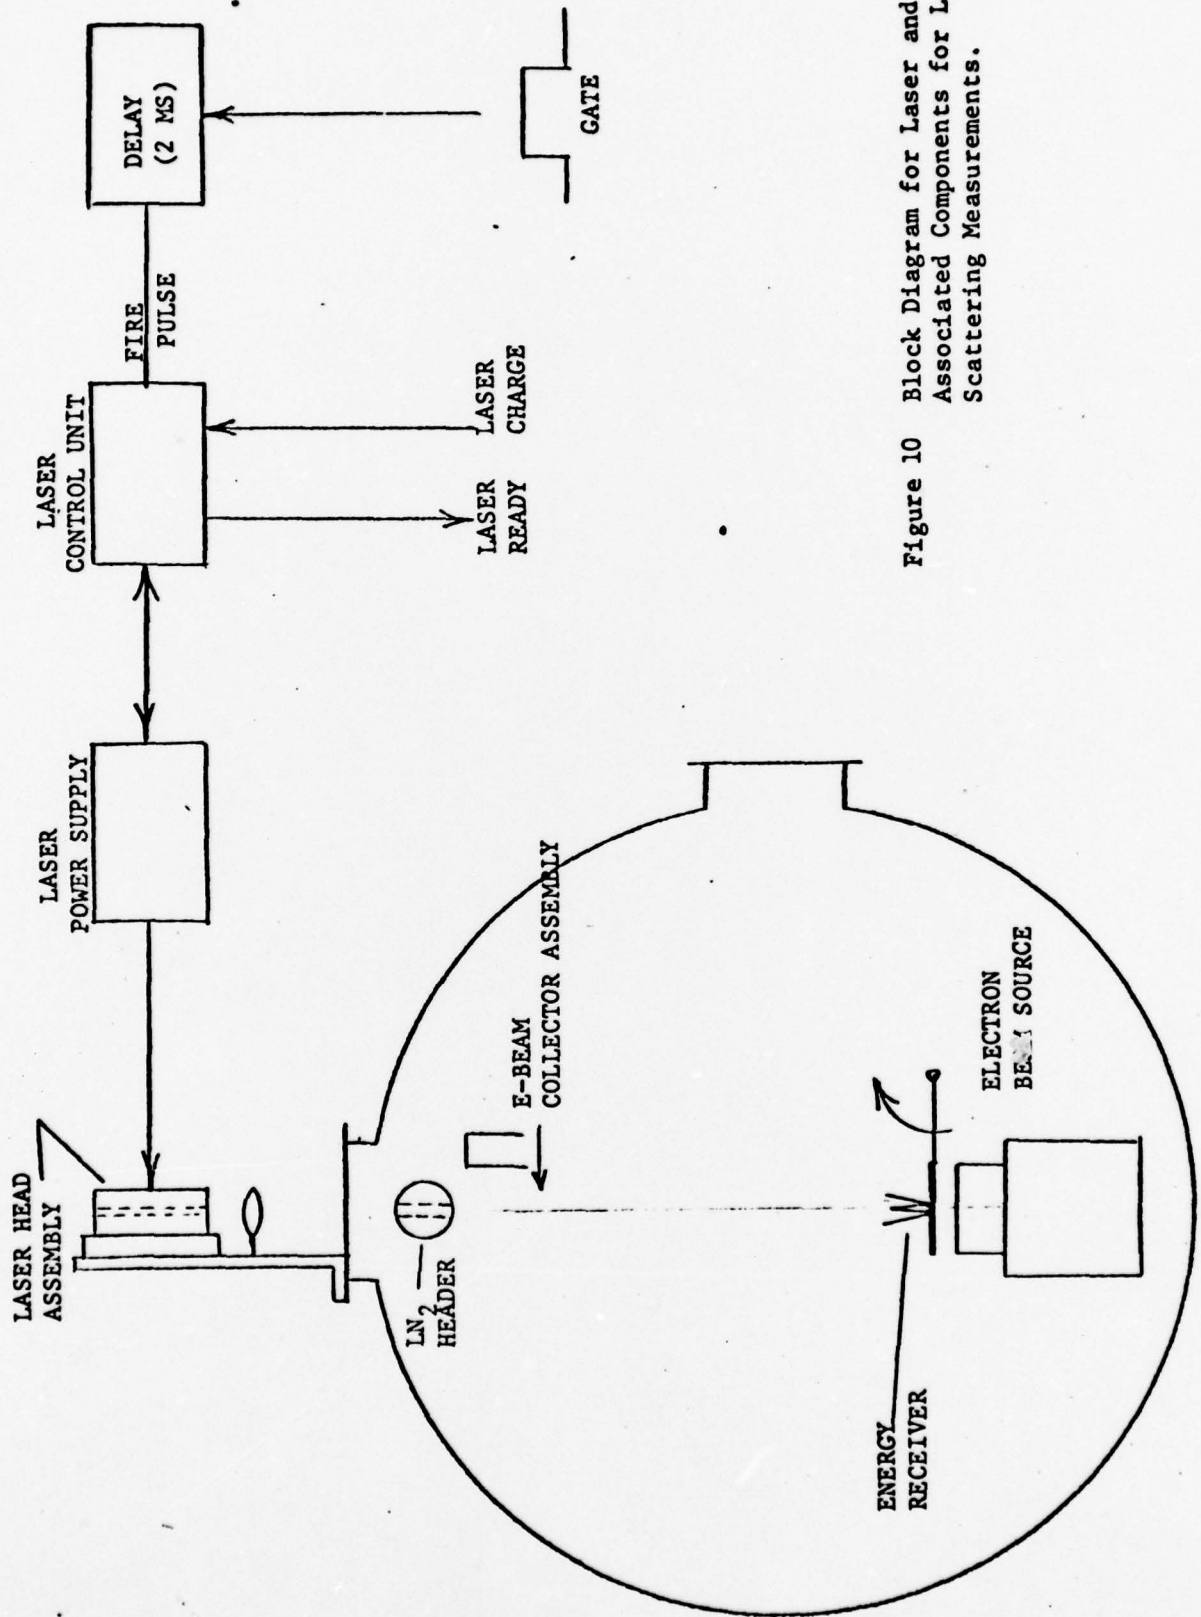 LASER HEAD
ASSEMBLY
LASER
POWER SUPPLY
LASER
CONTROL UNIT
FIRE
PULSE
DELAY
(2 MS)
LASER
READY
LASER
CHARGE
GATE
LN2
HEADER
E-BEAM
COLLECTOR ASSEMBLY
ENERGY
RECEIVER
ELECTRON
SOURCE
Figure 10 Block Diagram for Laser and
Associated Components for L
Scattering Measurements.